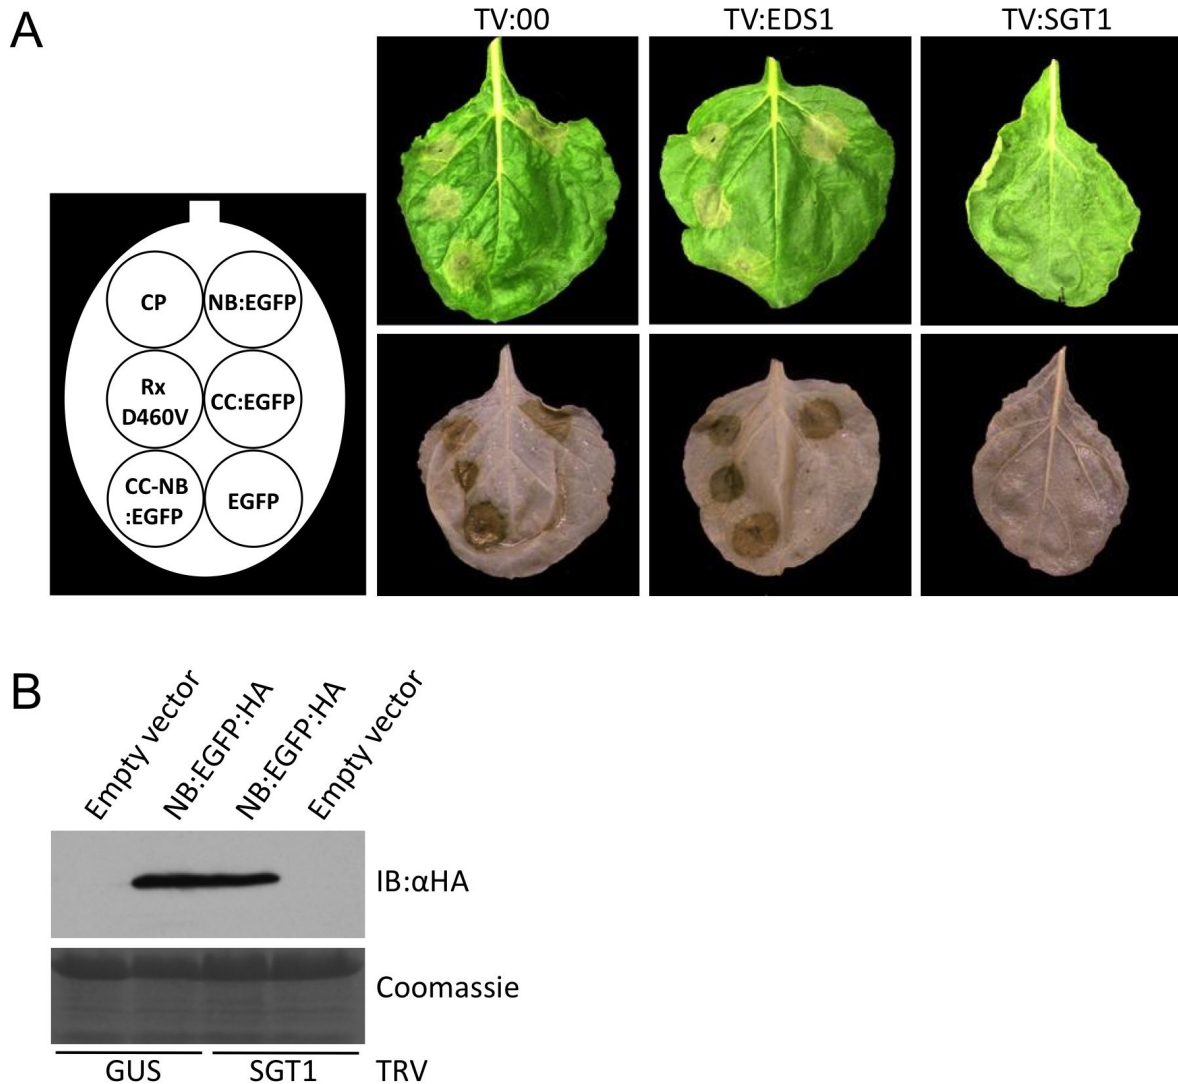 A
TV:00
TV:EDS1
TV:SGT1
CP
NB:EGFP
Rx
D460V
CC:EGFP
CC-NB
:EGFP
EGFP
B
Empty vector
NB:EGFP:HA
NB:EGFP:HA
Empty vector
IB:αHA
Coomassie
GUS
SGT1
TRV